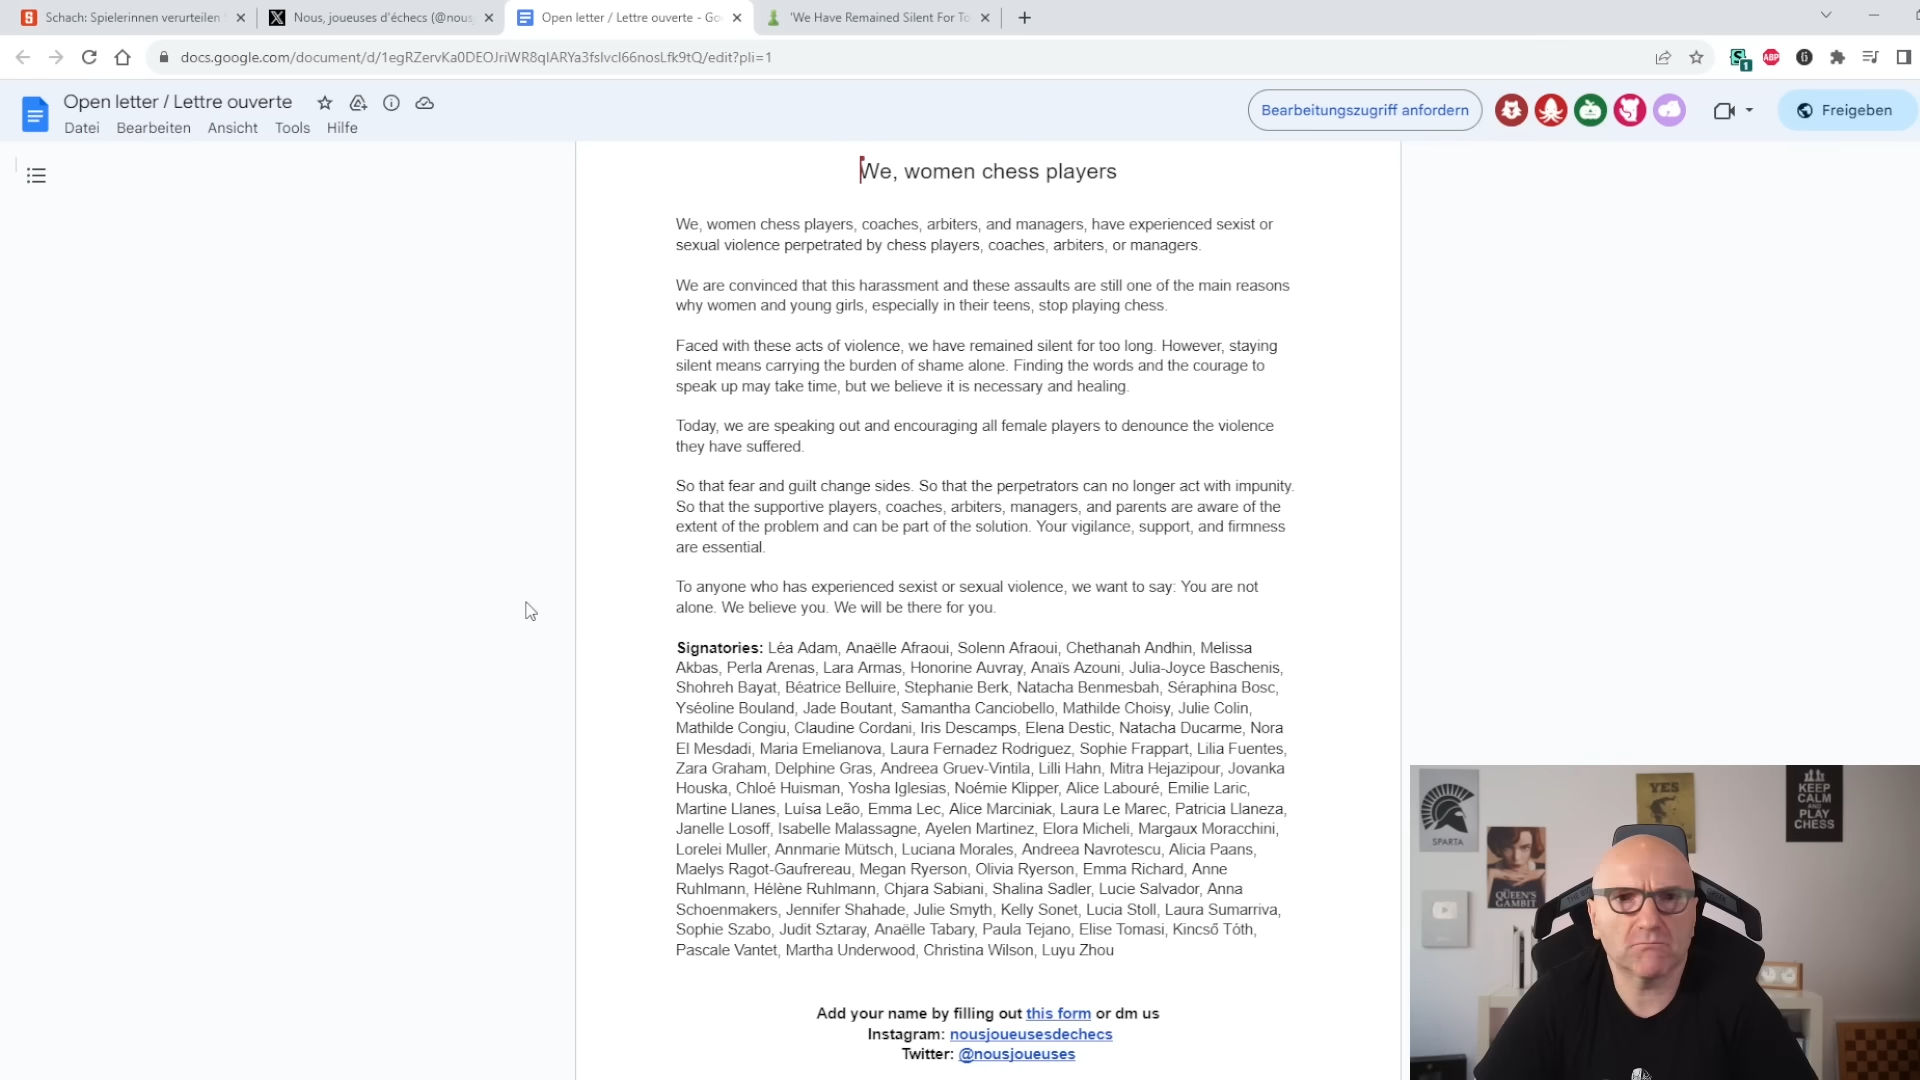 Schach: Spielerinnen verurteilen
Nous, joueuses d'échecs (@nous
Open letter / Lettre ouverte - Go
'We Have Remained Silent For To
docs.google.com/document/d/1egRZervKa0DEOJriWR8qlARYa3fslvcl66nosLfk9tQ/edit?pli=1
ABP
1
Open letter / Lettre ouverte
Datei Bearbeiten Ansicht Tools Hilfe
Bearbeitungszugriff anfordern
Freigeben
We, women chess players
We, women chess players, coaches, arbiters, and managers, have experienced sexist or
sexual violence perpetrated by chess players, coaches, arbiters, or managers.
We are convinced that this harassment and these assaults are still one of the main reasons
why women and young girls, especially in their teens, stop playing chess.
Faced with these acts of violence, we have remained silent for too long. However, staying
silent means carrying the burden of shame alone. Finding the words and the courage to
speak up may take time, but we believe it is necessary and healing.
Today, we are speaking out and encouraging all female players to denounce the violence
they have suffered.
So that fear and guilt change sides. So that the perpetrators can no longer act with impunity.
So that the supportive players, coaches, arbiters, managers, and parents are aware of the
extent of the problem and can be part of the solution. Your vigilance, support, and firmness
are essential.
To anyone who has experienced sexist or sexual violence, we want to say: You are not
alone. We believe you. We will be there for you.
Signatories: Léa Adam, Anaëlle Afraoui, Solenn Afraoui, Chethanah Andhin, Melissa
Akbas, Perla Arenas, Lara Armas, Honorine Auvray, Anaïs Azouni, Julia-Joyce Baschenis,
Shohreh Bayat, Béatrice Belluire, Stephanie Berk, Natacha Benmesbah, Séraphina Bosc,
Yséoline Bouland, Jade Boutant, Samantha Canciobello, Mathilde Choisy, Julie Colin,
Mathilde Congiu, Claudine Cordani, Iris Descamps, Elena Destic, Natacha Ducarme, Nora
El Mesdadi, Maria Emelianova, Laura Fernadez Rodriguez, Sophie Frappart, Lilia Fuentes,
Zara Graham, Delphine Gras, Andreea Gruev-Vintila, Lilli Hahn, Mitra Hejazipour, Jovanka
Houska, Chloé Huisman, Yosha Iglesias, Noémie Klipper, Alice Labouré, Emilie Laric,
Martine Llanes, Luísa Leão, Emma Lec, Alice Marciniak, Laura Le Marec, Patricia Llaneza,
Janelle Losoff, Isabelle Malassagne, Ayelen Martinez, Elora Micheli, Margaux Moracchini,
Lorelei Muller, Annmarie Mütsch, Luciana Morales, Andreea Navrotescu, Alicia Paans,
Maelys Ragot-Gaufrereau, Megan Ryerson, Olivia Ryerson, Emma Richard, Anne
Ruhlmann, Hélène Ruhlmann, Chjara Sabiani, Shalina Sadler, Lucie Salvador, Anna
Schoenmakers, Jennifer Shahade, Julie Smyth, Kelly Sonet, Lucia Stoll, Laura Sumarriva,
Sophie Szabo, Judit Sztaray, Anaëlle Tabary, Paula Tejano, Elise Tomasi, Kincső Tóth,
Pascale Vantet, Martha Underwood, Christina Wilson, Luyu Zhou
Add your name by filling out this form or dm us
Instagram: nousjoueusesdechecs
Twitter: @nousjoueuses
SPARTA
YES
KEEP
CALM
AND
PLAY
CHESS
THE
QUEEN'S
GAMBIT